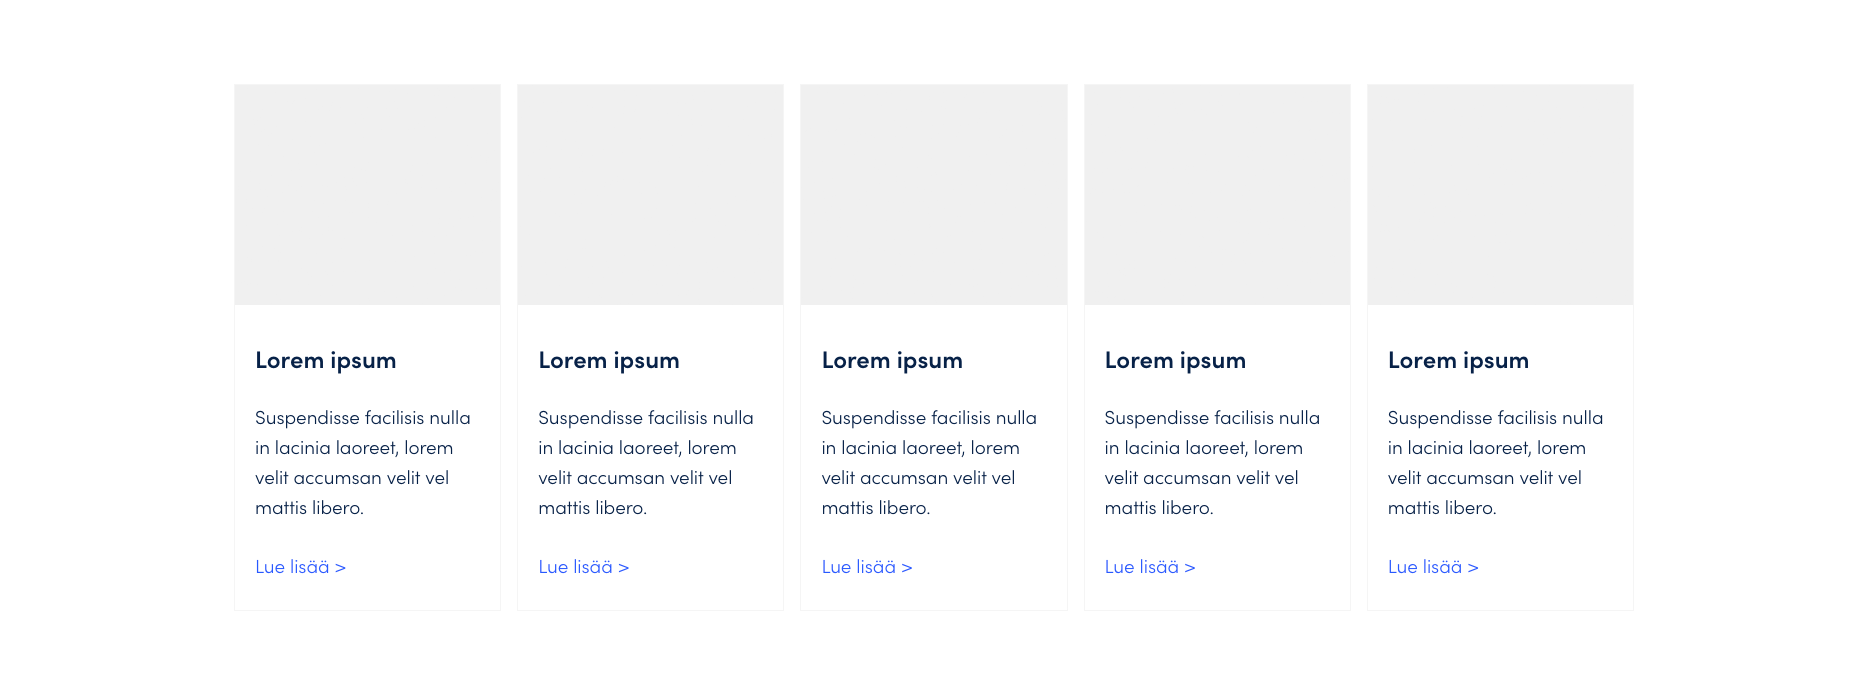 Lorem ipsum
Suspendisse facilisis nulla
in lacinia laoreet, lorem
velit accumsan velit vel
mattis libero.
Lue lisää >
Lorem ipsum
Suspendisse facilisis nulla
in lacinia laoreet, lorem
velit accumsan velit vel
mattis libero.
Lue lisää >
Lorem ipsum
Suspendisse facilisis nulla
in lacinia laoreet, lorem
velit accumsan velit vel
mattis libero.
Lue lisää >
Lorem ipsum
Suspendisse facilisis nulla
in lacinia laoreet, lorem
velit accumsan velit vel
mattis libero.
Lue lisää >
Lorem ipsum
Suspendisse facilisis nulla
in lacinia laoreet, lorem
velit accumsan velit vel
mattis libero.
Lue lisää >